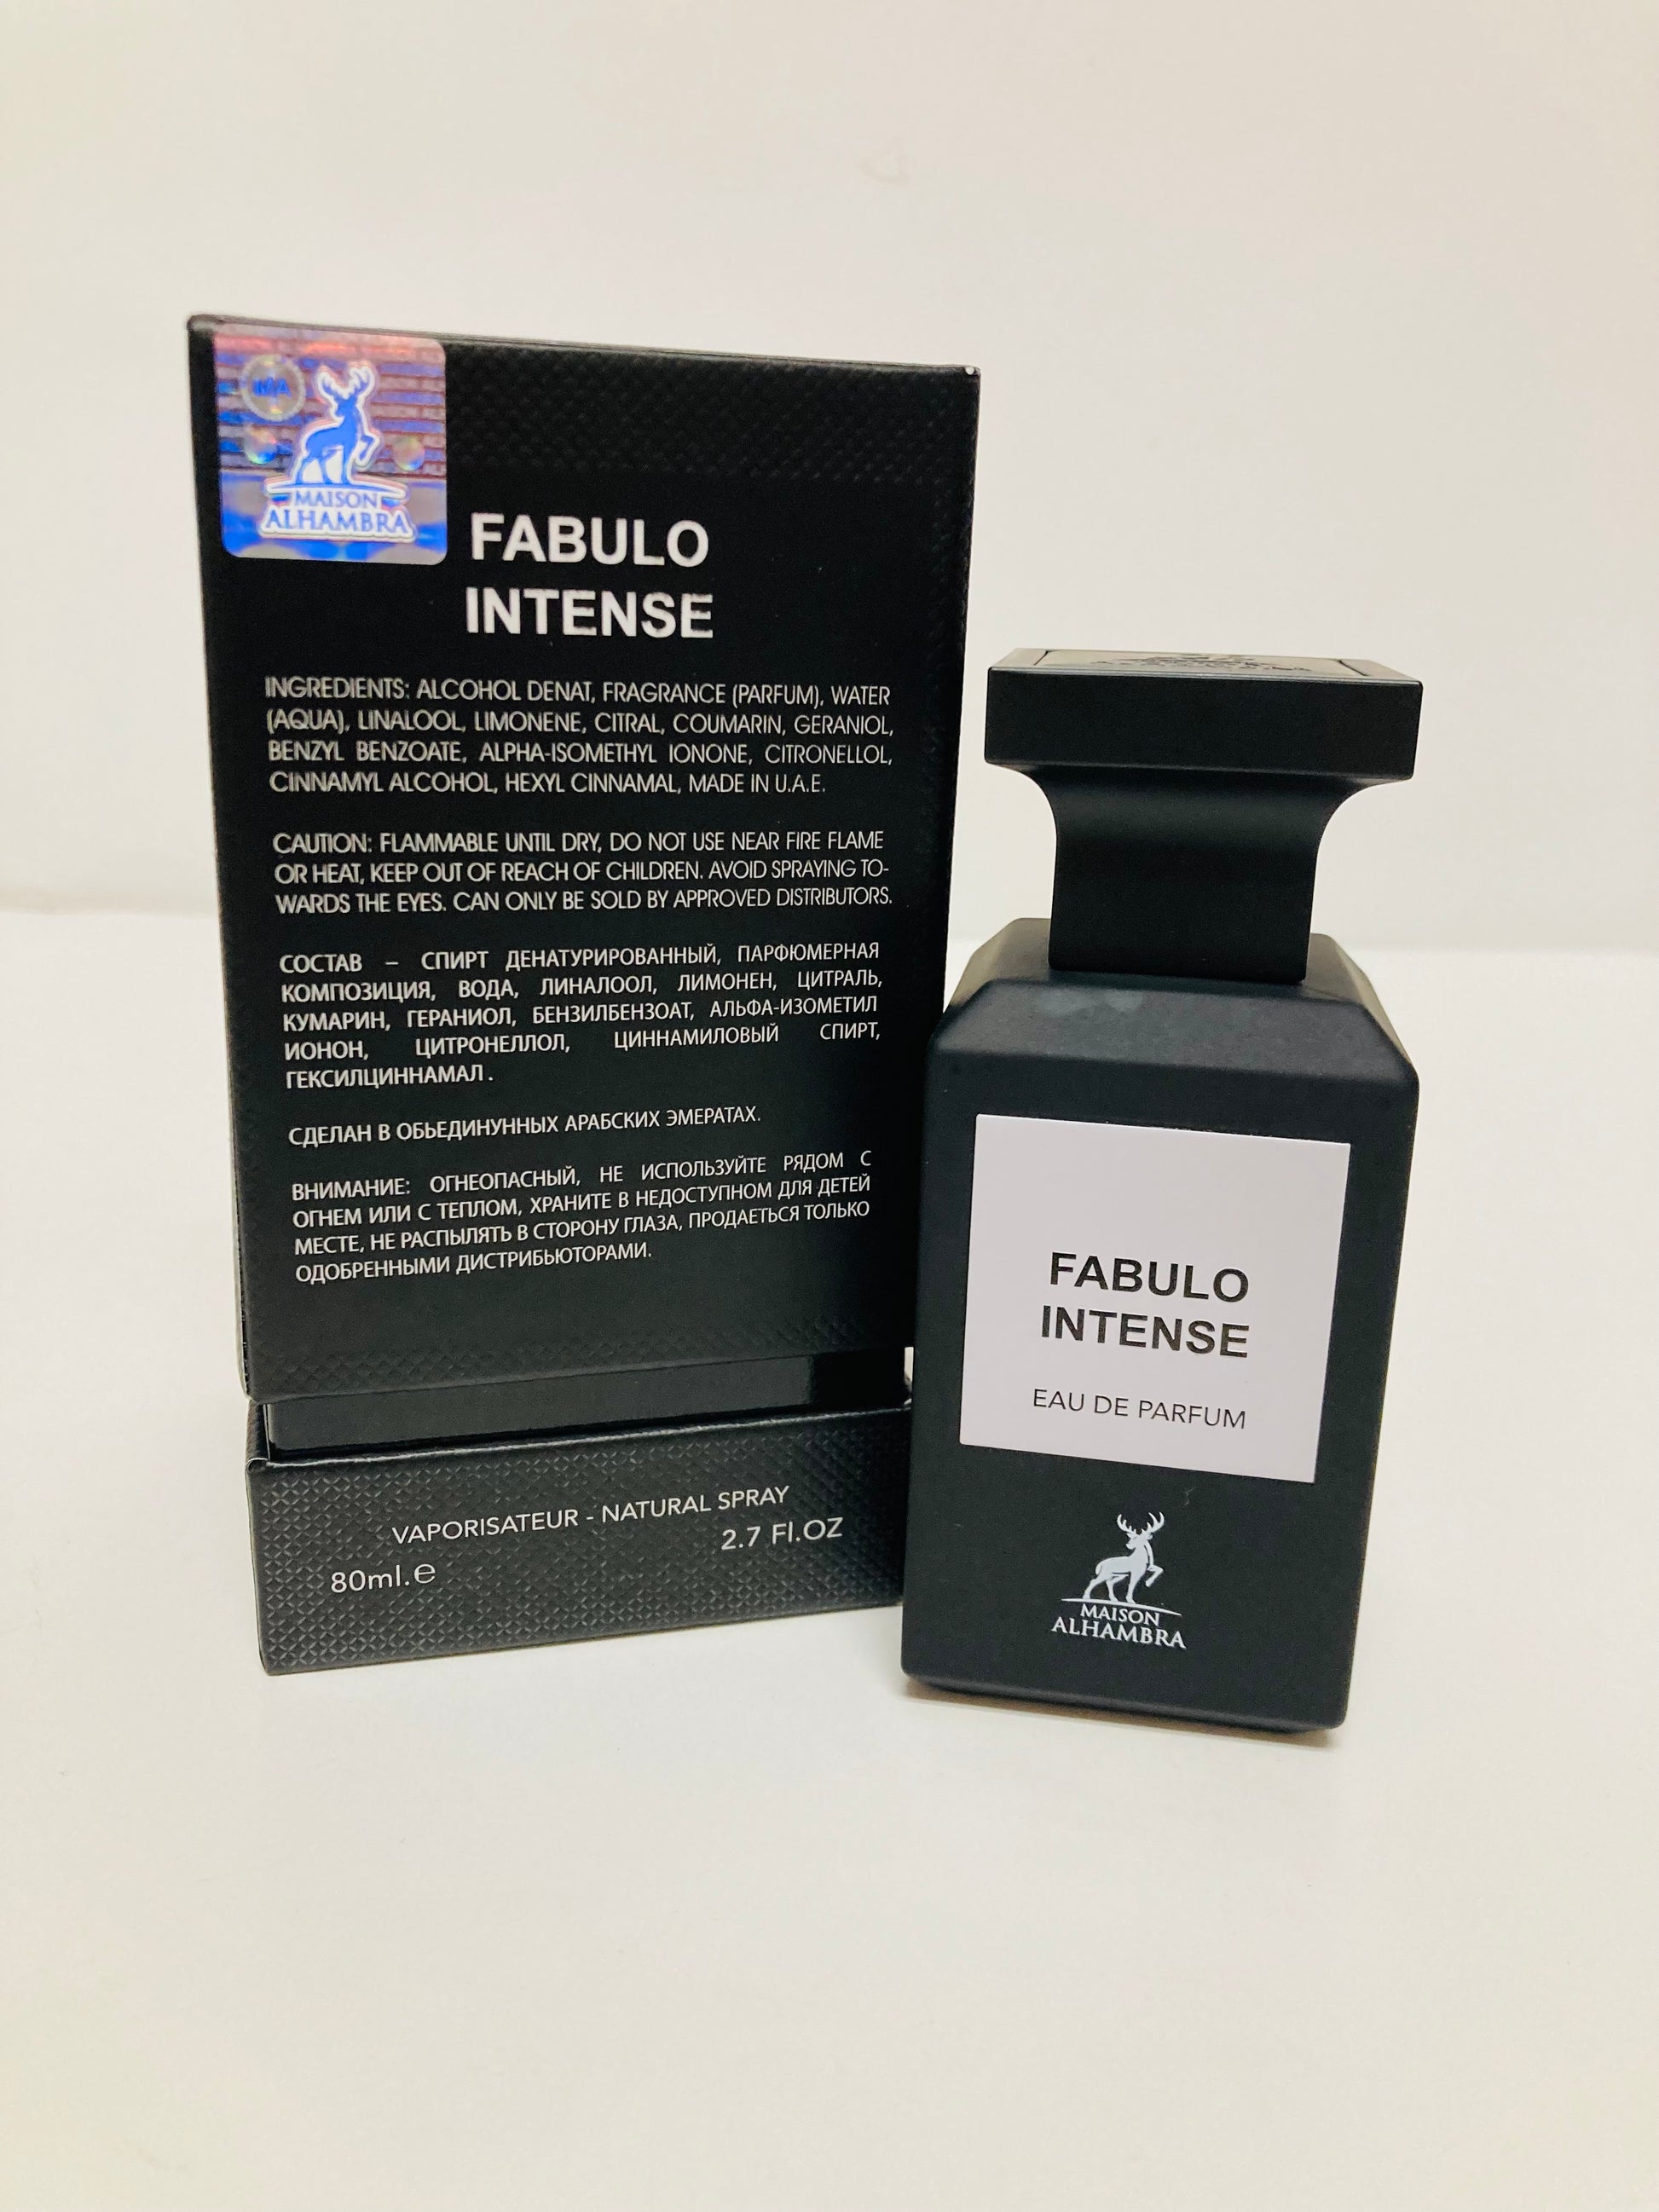 MAISON
ALHAMBRA
FABULO
INTENSE
INGREDIENTS: ALCOHOL DENAT, FRAGRANCE (PARFUM), WATER
(AQUA), LINALOOL, LIMONENE, CITRAL, COUMARIN, GERANIOL,
BENZYL BENZOATE, ALPHA-ISOMETHYL IONONE, CITRONELLOL,
CINNAMYL ALCOHOL, HEXYL CINNAMAL, MADE IN U.A.E.
CAUTION: FLAMMABLE UNTIL DRY, DO NOT USE NEAR FIRE FLAME
OR HEAT, KEEP OUT OF REACH OF CHILDREN. AVOID SPRAYING TO-
WARDS THE EYES. CAN ONLY BE SOLD BY APPROVED DISTRIBUTORS.
СОСТАВ – СПИРТ ДЕНАТУРИРОВАННЫЙ, ПАРФЮМЕРНАЯ
КОМПОЗИЦИЯ, ВОДА, ЛИНАЛООЛ, ЛИМОНЕН, ЦИТРАЛЬ,
КУМАРИН, ГЕРАНИОЛ, БЕНЗИЛБЕНЗОАТ, АЛЬФА-ИЗОМЕТИЛ
ИОНОН, ЦИТРОНЕЛЛОЛ, ЦИННАМИЛОВЫЙ СПИРТ,
ГЕКСИЛЦИННАМАЛ.
СДЕЛАН В ОБЬЕДИНУННЫХ АРАБСКИХ ЭМЕРАТАХ.
ВНИМАНИЕ: ОГНЕОПАСНЫЙ, НЕ ИСПОЛЬЗУЙТЕ РЯДОМ С
ОГНЕМ ИЛИ С ТЕПЛОМ, ХРАНИТЕ В НЕДОСТУПНОМ ДЛЯ ДЕТЕЙ
МЕСТЕ, НЕ РАСПЫЛЯТЬ В СТОРОНУ ГЛАЗА, ПРОДАЕТЬСЯ ТОЛЬКО
ОДОБРЕННЫМИ ДИСТРИБЬЮТОРАМИ.
VAPORISATEUR - NATURAL SPRAY
80ml.℮ 2.7 Fl.OZ
FABULO
INTENSE
EAU DE PARFUM
MAISON
ALHAMBRA